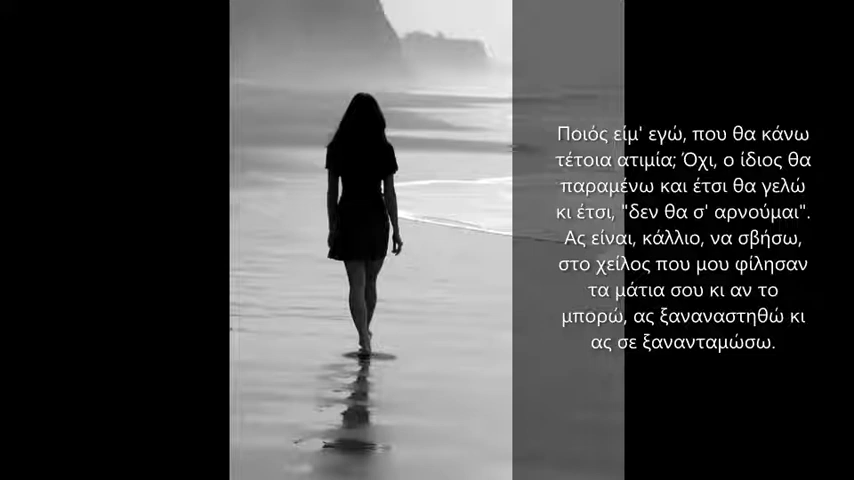 Ποιός είμ' εγώ, που θα κάνω
τέτοια ατιμία; Όχι, ο ίδιος θα
παραμένω και έτσι θα γελώ
κι έτσι, "δεν θα σ' αρνούμαι".
Ας είναι, κάλλιο, να σβήσω,
στο χείλος που μου φίλησαν
τα μάτια σου κι αν το
μπορώ, ας ξαναναστηθώ κι
ας σε ξανανταμώσω.